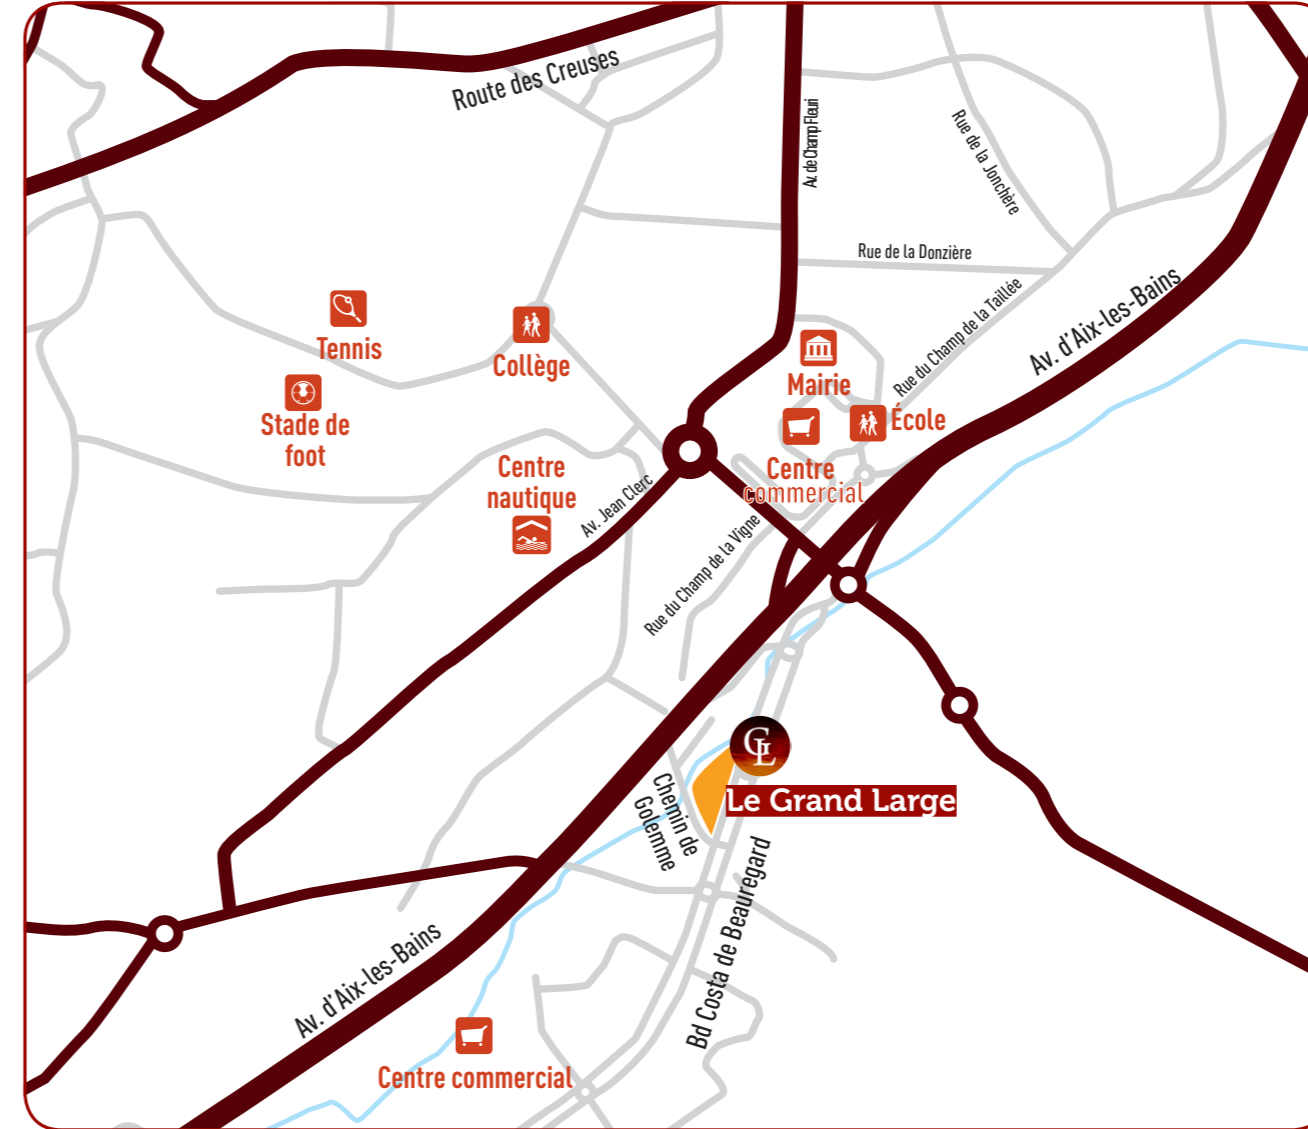 Route des Creuses
Av. de Champ Fleuri
Rue de la Jonchère
Rue de la Donzière
Rue du Champ de la Taillée
Av. d'Aix-les-Bains
Tennis
Collège
Mairie
École
Stade de
foot
Centre
nautique
Centre
commercial
Av. Jean Clerc
Rue du Champ de la Vigne
GL
Le Grand Large
Chemin de
Golemme
Bd Costa de Beauregard
Av. d'Aix-les-Bains
Centre commercial